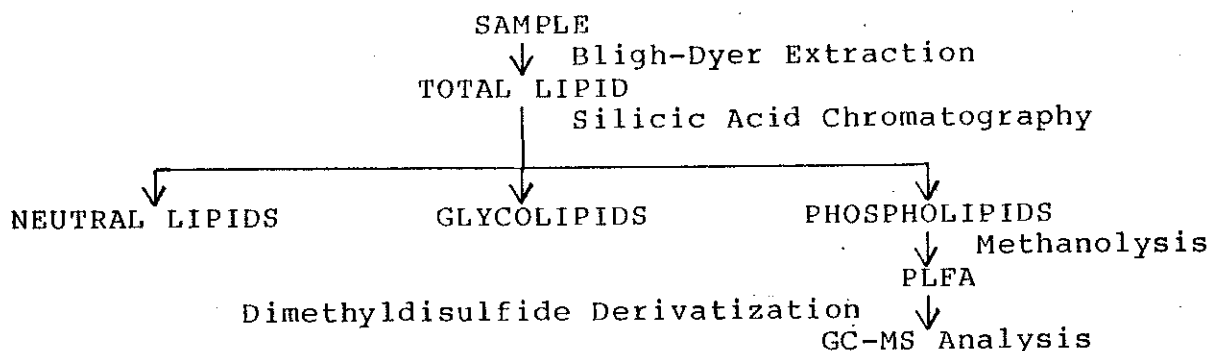 SAMPLE
Bligh-Dyer Extraction
TOTAL LIPID
Silicic Acid Chromatography
NEUTRAL LIPIDS GLYCOLIPIDS PHOSPHOLIPIDS
Methanolysis
PLFA
Dimethyldisulfide Derivatization
GC-MS Analysis